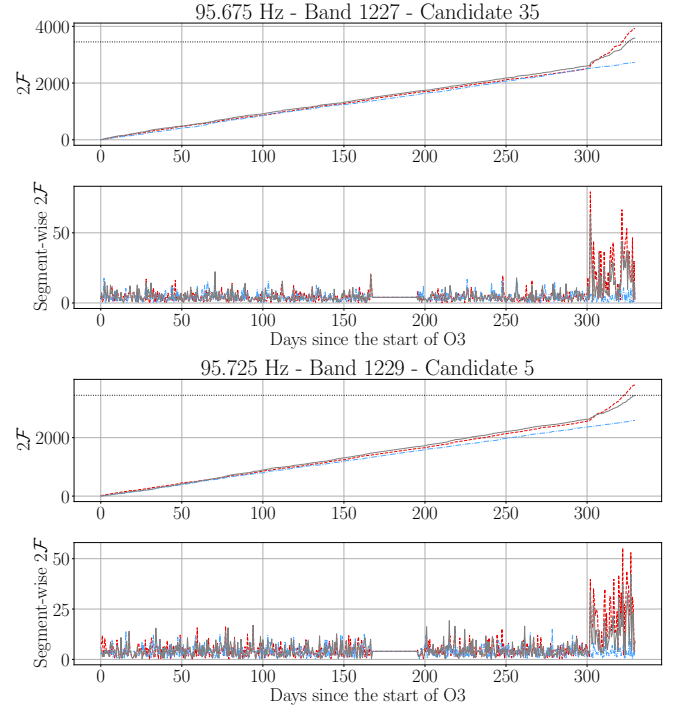 95.675 Hz - Band 1227 - Candidate 35
4000
2000
0
2F
0 50 100 150 200 250 300
50
0
Segment-wise 2F
0 50 100 150 200 250 300
Days since the start of O3
95.725 Hz - Band 1229 - Candidate 5
2000
0
2F
0 50 100 150 200 250 300
50
25
0
Segment-wise 2F
0 50 100 150 200 250 300
Days since the start of O3